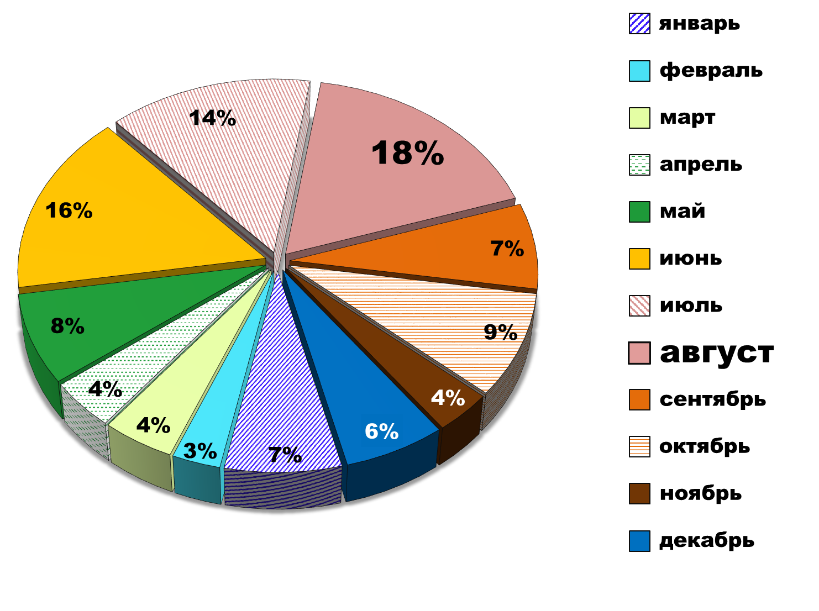 14%
18%
16%
7%
8%
9%
4%
4%
4%
3%
7%
6%
январь
февраль
март
апрель
май
июнь
июль
август
сентябрь
октябрь
ноябрь
декабрь